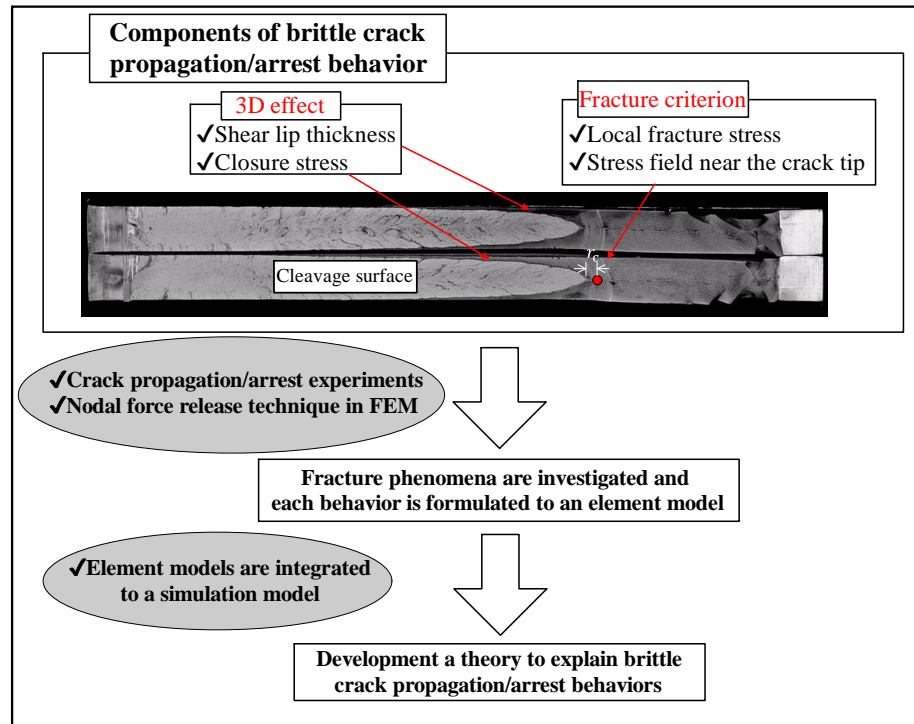 Components of brittle crack
propagation/arrest behavior
3D effect
✓Shear lip thickness
✓Closure stress
Fracture criterion
✓Local fracture stress
✓Stress field near the crack tip
r_c
Cleavage surface
✓Crack propagation/arrest experiments
✓Nodal force release technique in FEM
Fracture phenomena are investigated and
each behavior is formulated to an element model
✓Element models are integrated
to a simulation model
Development a theory to explain brittle
crack propagation/arrest behaviors